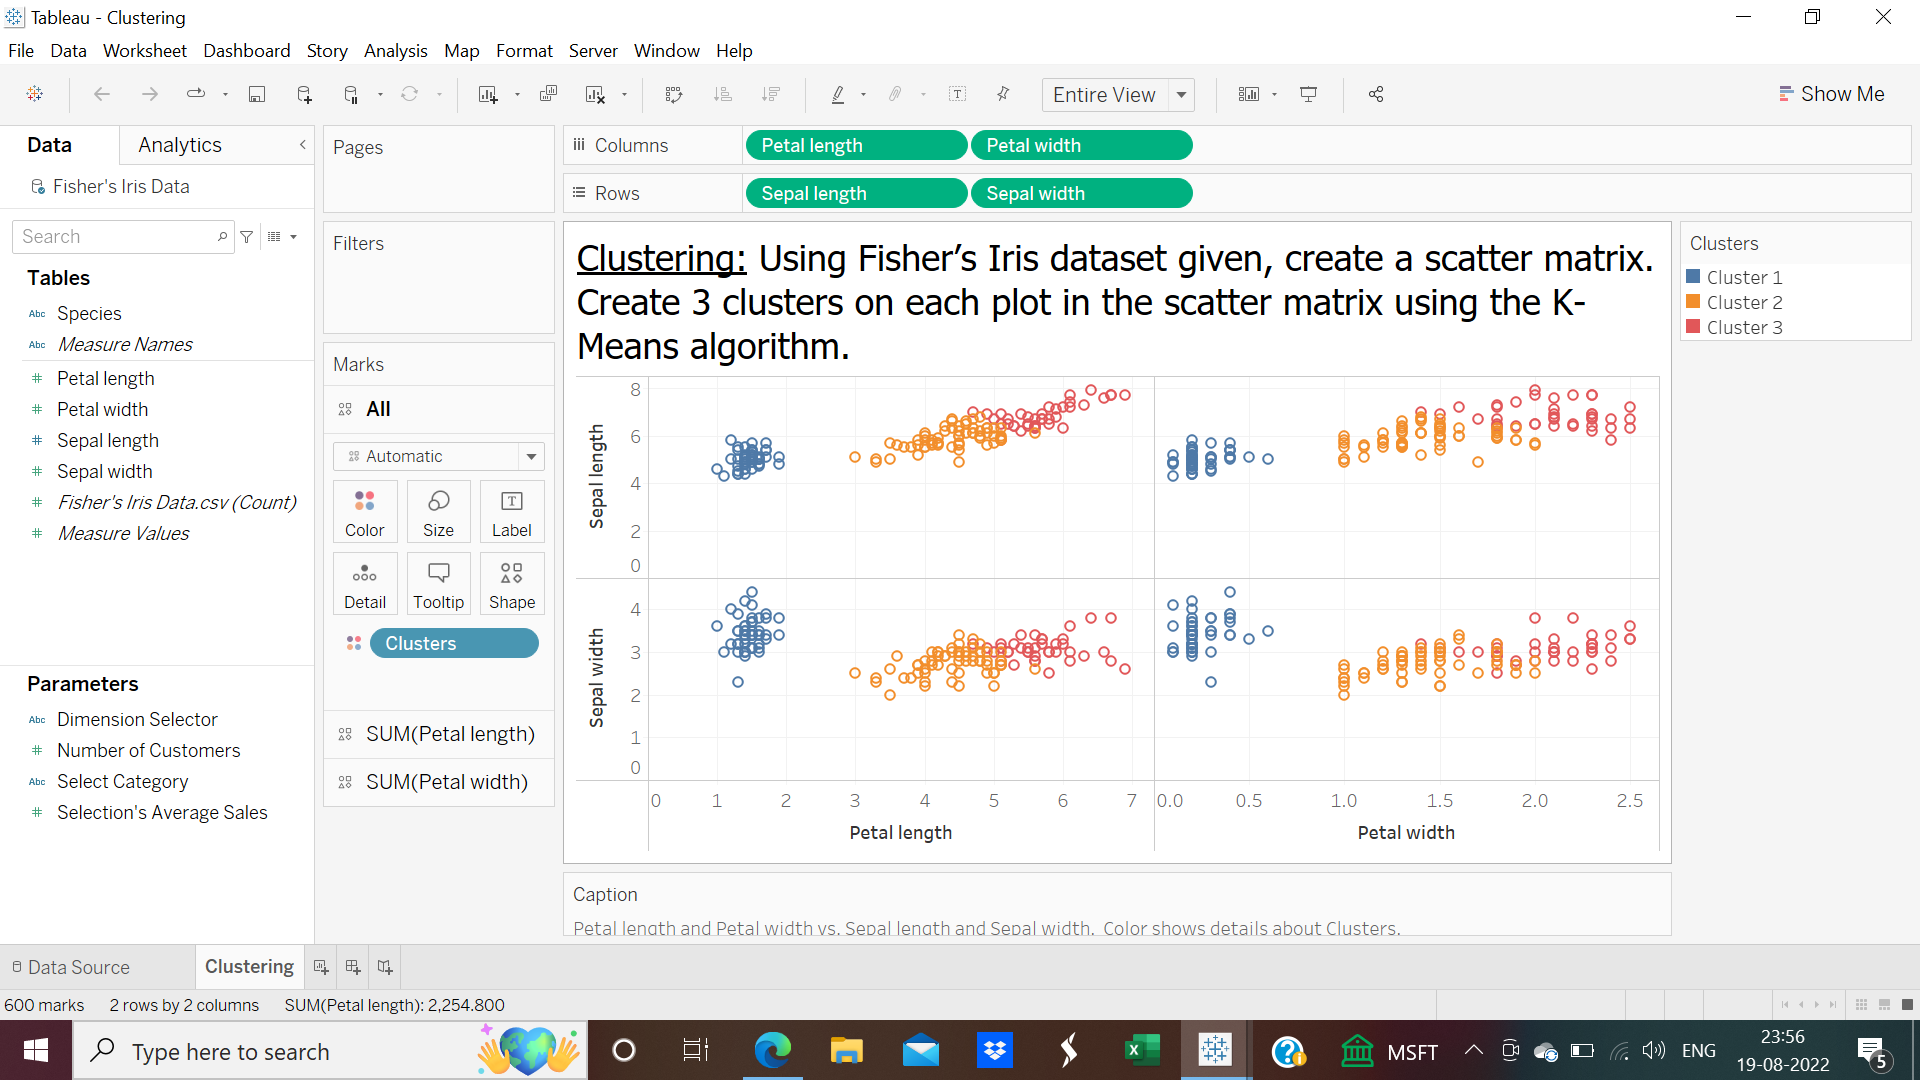 Tableau - Clustering
File Data Worksheet Dashboard Story Analysis Map Format Server Window Help
Entire View
Show Me
Data Analytics
Fisher's Iris Data
Search
Tables
Abc Species
Abc Measure Names
# Petal length
# Petal width
# Sepal length
# Sepal width
# Fisher's Iris Data.csv (Count)
# Measure Values
Parameters
Abc Dimension Selector
# Number of Customers
Abc Select Category
# Selection's Average Sales
Pages
Filters
Marks
All
Automatic
Color Size Label
Detail Tooltip Shape
Clusters
SUM(Petal length)
SUM(Petal width)
Columns Petal length Petal width
Rows Sepal length Sepal width
Clustering: Using Fisher’s Iris dataset given, create a scatter matrix.
Create 3 clusters on each plot in the scatter matrix using the K-
Means algorithm.
Sepal length
8
6
4
2
0
Sepal width
4
3
2
1
0
0 1 2 3 4 5 6 7 0.0 0.5 1.0 1.5 2.0 2.5
Petal length Petal width
Clusters
Cluster 1
Cluster 2
Cluster 3
Caption
Petal length and Petal width vs. Sepal length and Sepal width. Color shows details about Clusters.
Data Source Clustering
600 marks 2 rows by 2 columns SUM(Petal length): 2,254.800
Type here to search
MSFT
ENG
23:56
19-08-2022
5